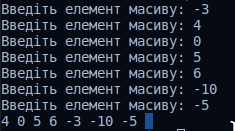 Введіть елемент масиву: -3
Введіть елемент масиву: 4
Введіть елемент масиву: 0
Введіть елемент масиву: 5
Введіть елемент масиву: 6
Введіть елемент масиву: -10
Введіть елемент масиву: -5
4 0 5 6 -3 -10 -5